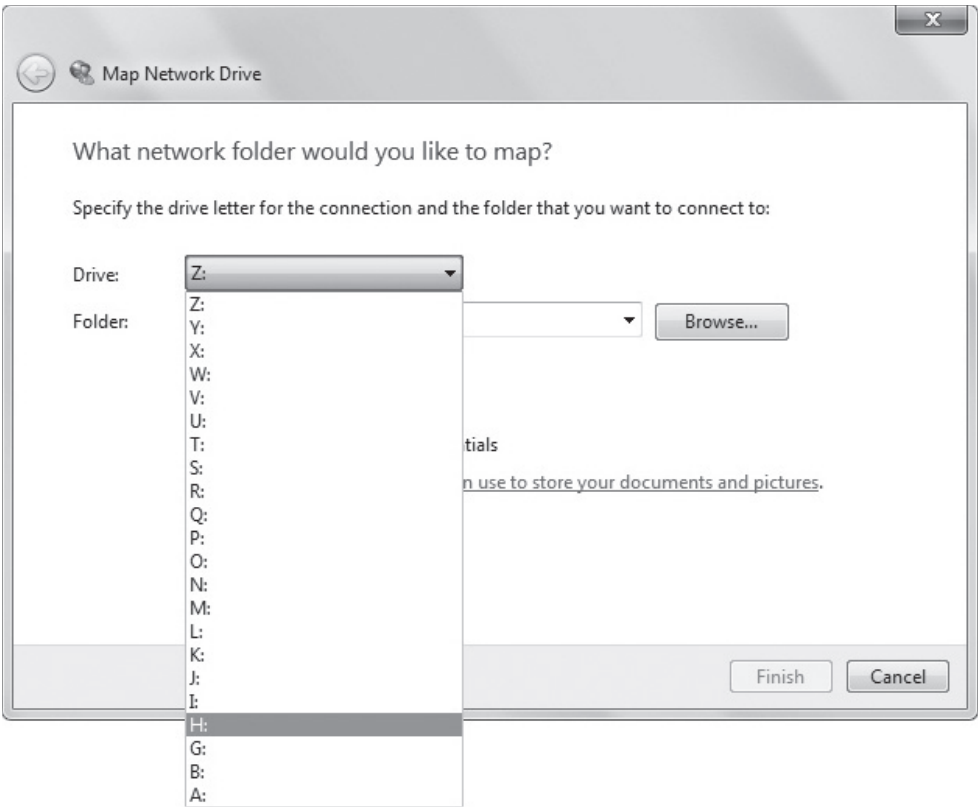 Map Network Drive
What network folder would you like to map?
Specify the drive letter for the connection and the folder that you want to connect to:
Drive: Z:
Z:
Folder: Browse...
Y:
X:
W:
V:
U:
T: tials
S:
R: n use to store your documents and pictures.
Q:
P:
O:
N:
M:
L:
K:
J: Finish Cancel
I:
H:
G:
B:
A: